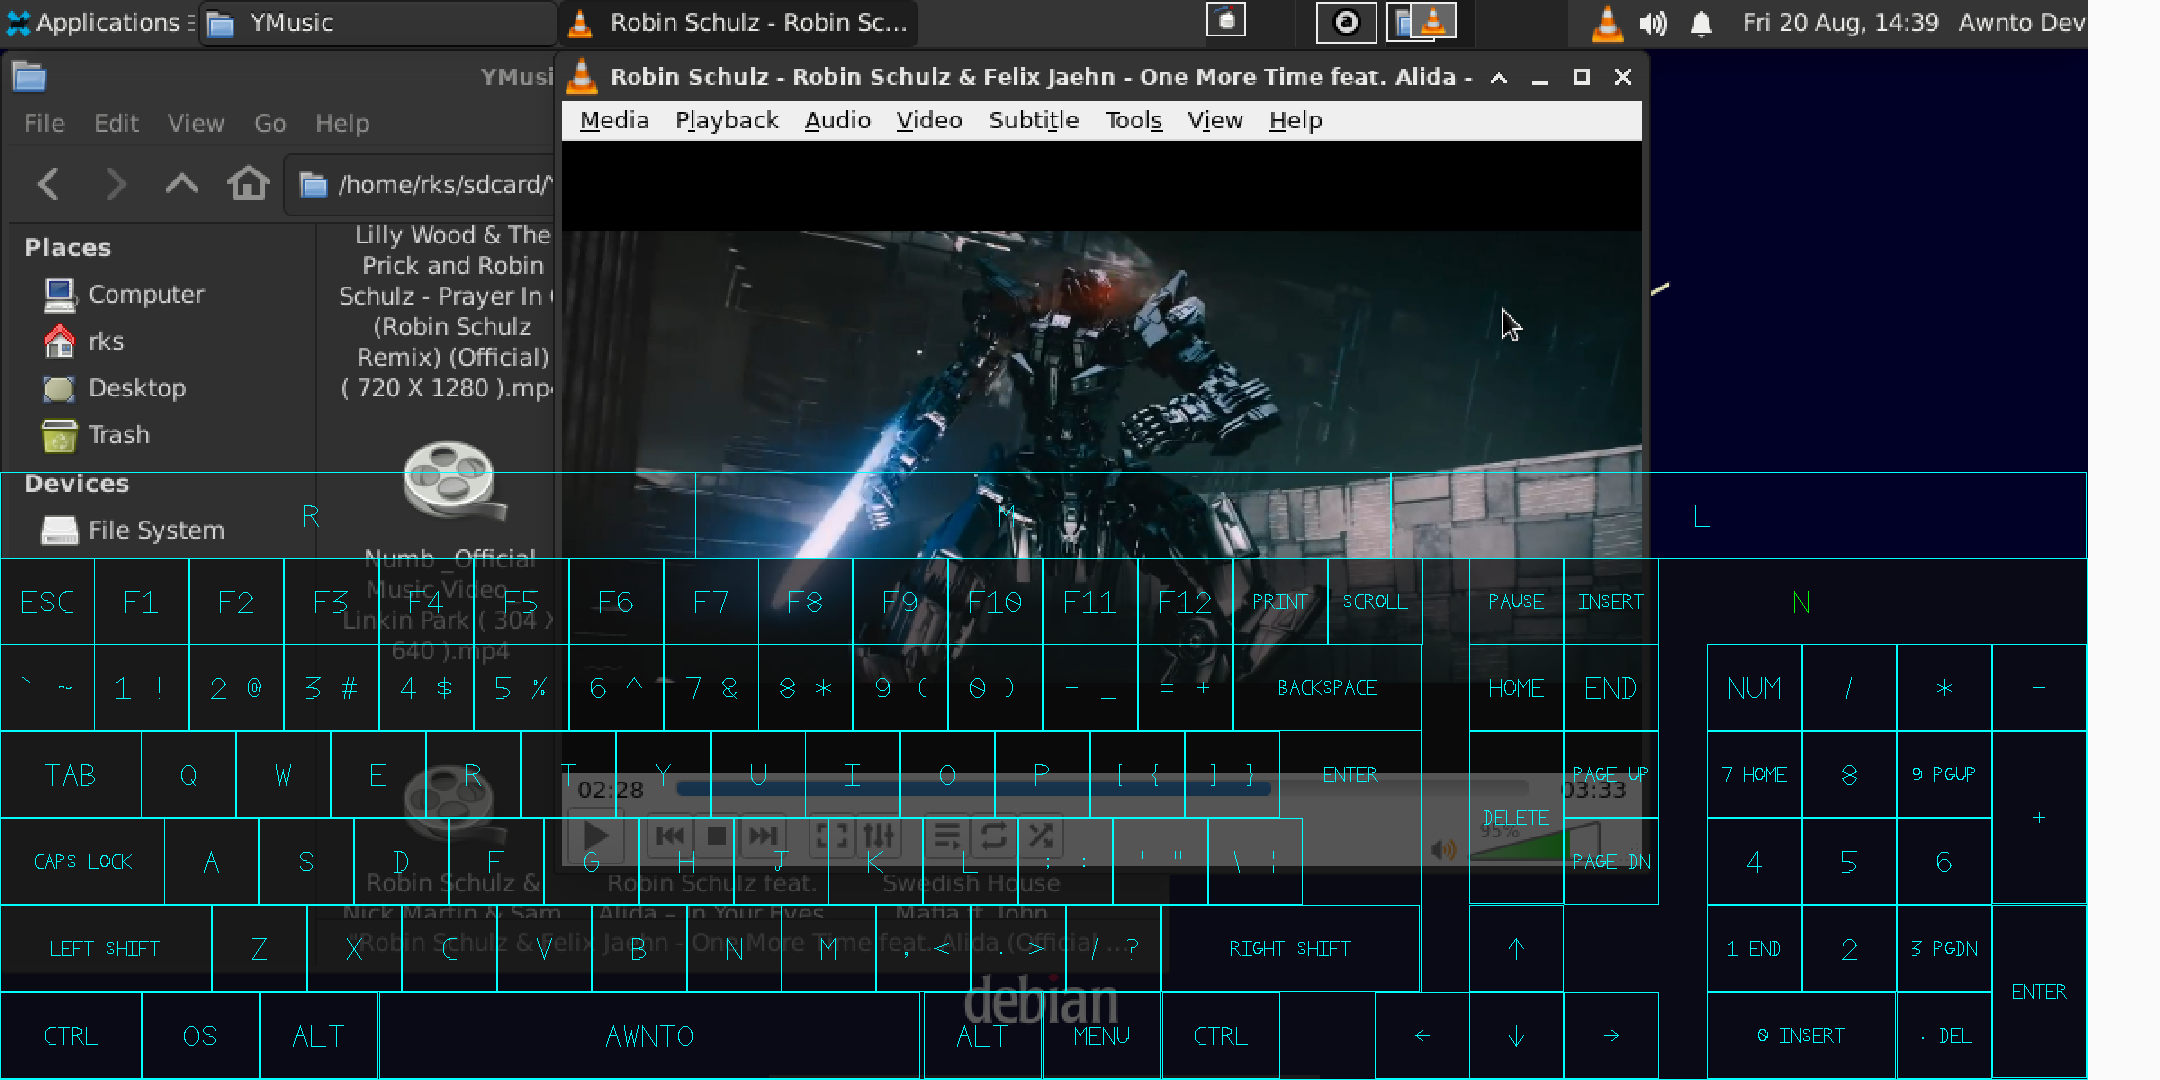 Applications YMusic Robin Schulz - Robin Sc... Fri 20 Aug, 14:39 Awnto Dev
YMusi
Robin Schulz - Robin Schulz & Felix Jaehn - One More Time feat. Alida -
File Edit View Go Help
Media Playback Audio Video Subtitle Tools View Help
/home/rks/sdcard/
Places
Computer
rks
Desktop
Trash
Devices
File System
Lilly Wood & The
Prick and Robin
Schulz - Prayer In
(Robin Schulz
Remix) (Official)
( 720 X 1280 ).mp4
Numb _Official
Music Video_
Linkin Park ( 304 X
640 ).mp4
02:28 03:33
95%
Robin Schulz &
Nick Martin & Sam
Robin Schulz feat.
Alida – In Your Eyes
Swedish House
Mafia ft. John
"Robin Schulz & Felix Jaehn - One More Time feat. Alida (Official ...
debian
R M L
ESC F1 F2 F3 F4 F5 F6 F7 F8 F9 F10 F11 F12 PRINT SCROLL PAUSE INSERT N
` ~ 1 ! 2 @ 3 # 4 $ 5 % 6 ^ 7 & 8 * 9 ( 0 ) - _ = + BACKSPACE HOME END NUM / * -
TAB Q W E R T Y U I O P [ { ] } ENTER DELETE PAGE UP 7 HOME 8 9 PGUP +
CAPS LOCK A S D F G H J K L ; : ' " \ ¦ PAGE DN 4 5 6
LEFT SHIFT Z X C V B N M , < . > / ? RIGHT SHIFT ↑ 1 END 2 3 PGDN ENTER
CTRL OS ALT AWNTO ALT MENU CTRL ← ↓ → 0 INSERT . DEL